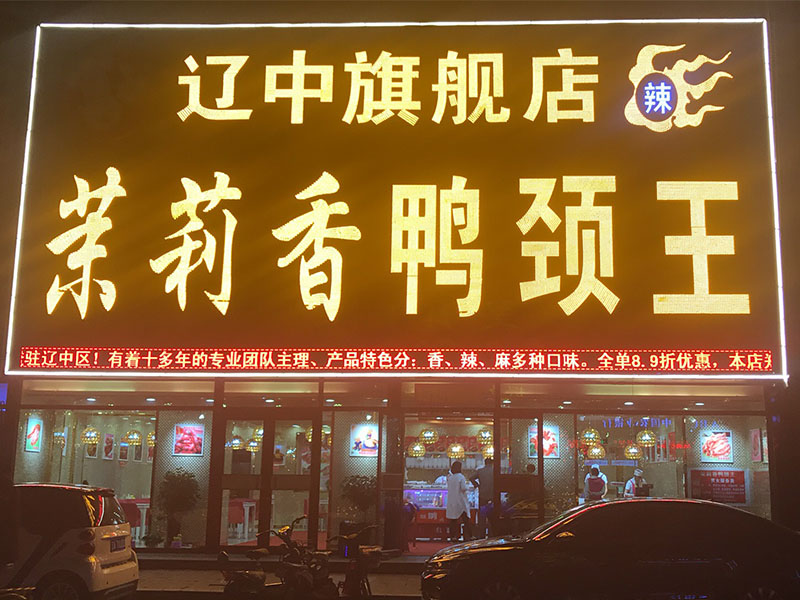 辽中旗舰店
辣
茉莉香鸭颈王
驻辽中区！有着十多年的专业团队主理、产品特色分：香、辣、麻多种口味。全单8.9折优惠，本店